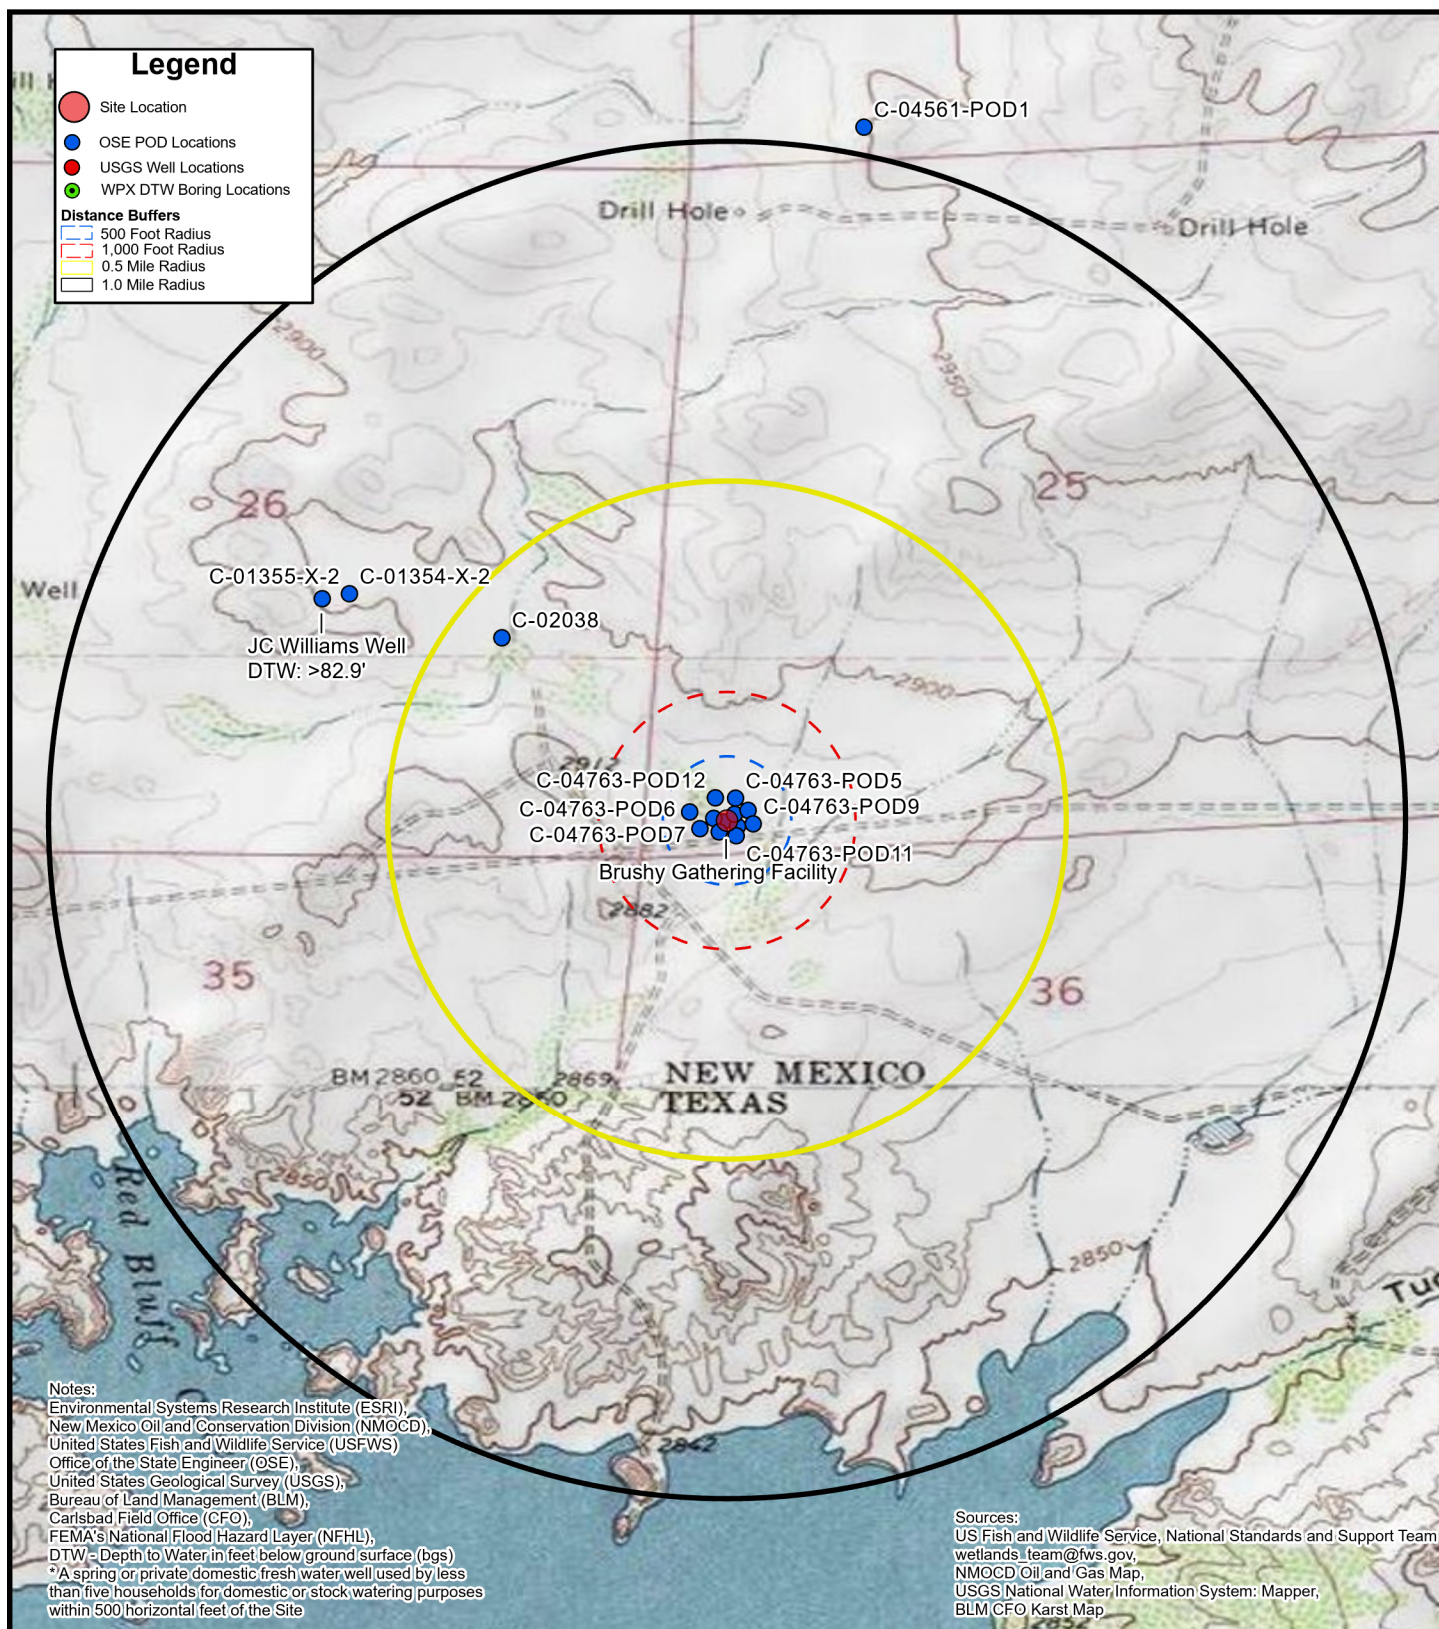 Legend
Site Location
OSE POD Locations
USGS Well Locations
WPX DTW Boring Locations
Distance Buffers
500 Foot Radius
1,000 Foot Radius
0.5 Mile Radius
1.0 Mile Radius
C-04561-POD1
Drill Hole
Drill Hole
2900
2950
26
25
Well
C-01355-X-2
C-01354-X-2
C-02038
JC Williams Well
DTW: >82.9'
2900
2912
C-04763-POD12
C-04763-POD5
C-04763-POD6
C-04763-POD9
C-04763-POD7
C-04763-POD11
Brushy Gathering Facility
2882
35
36
BM 2860 52
2869
NEW MEXICO
52 BM 2860
TEXAS
2850
Red Bluff
2850
2842
Notes:
Environmental Systems Research Institute (ESRI),
New Mexico Oil and Conservation Division (NMOCD),
United States Fish and Wildlife Service (USFWS)
Office of the State Engineer (OSE),
United States Geological Survey (USGS),
Bureau of Land Management (BLM),
Carlsbad Field Office (CFO),
FEMA's National Flood Hazard Layer (NFHL),
DTW - Depth to Water in feet below ground surface (bgs)
* A spring or private domestic fresh water well used by less
than five households for domestic or stock watering purposes
within 500 horizontal feet of the Site
Sources:
US Fish and Wildlife Service, National Standards and Support Team
wetlands_team@fws.gov,
NMOCD Oil and Gas Map,
USGS National Water Information System: Mapper,
BLM CFO Karst Map